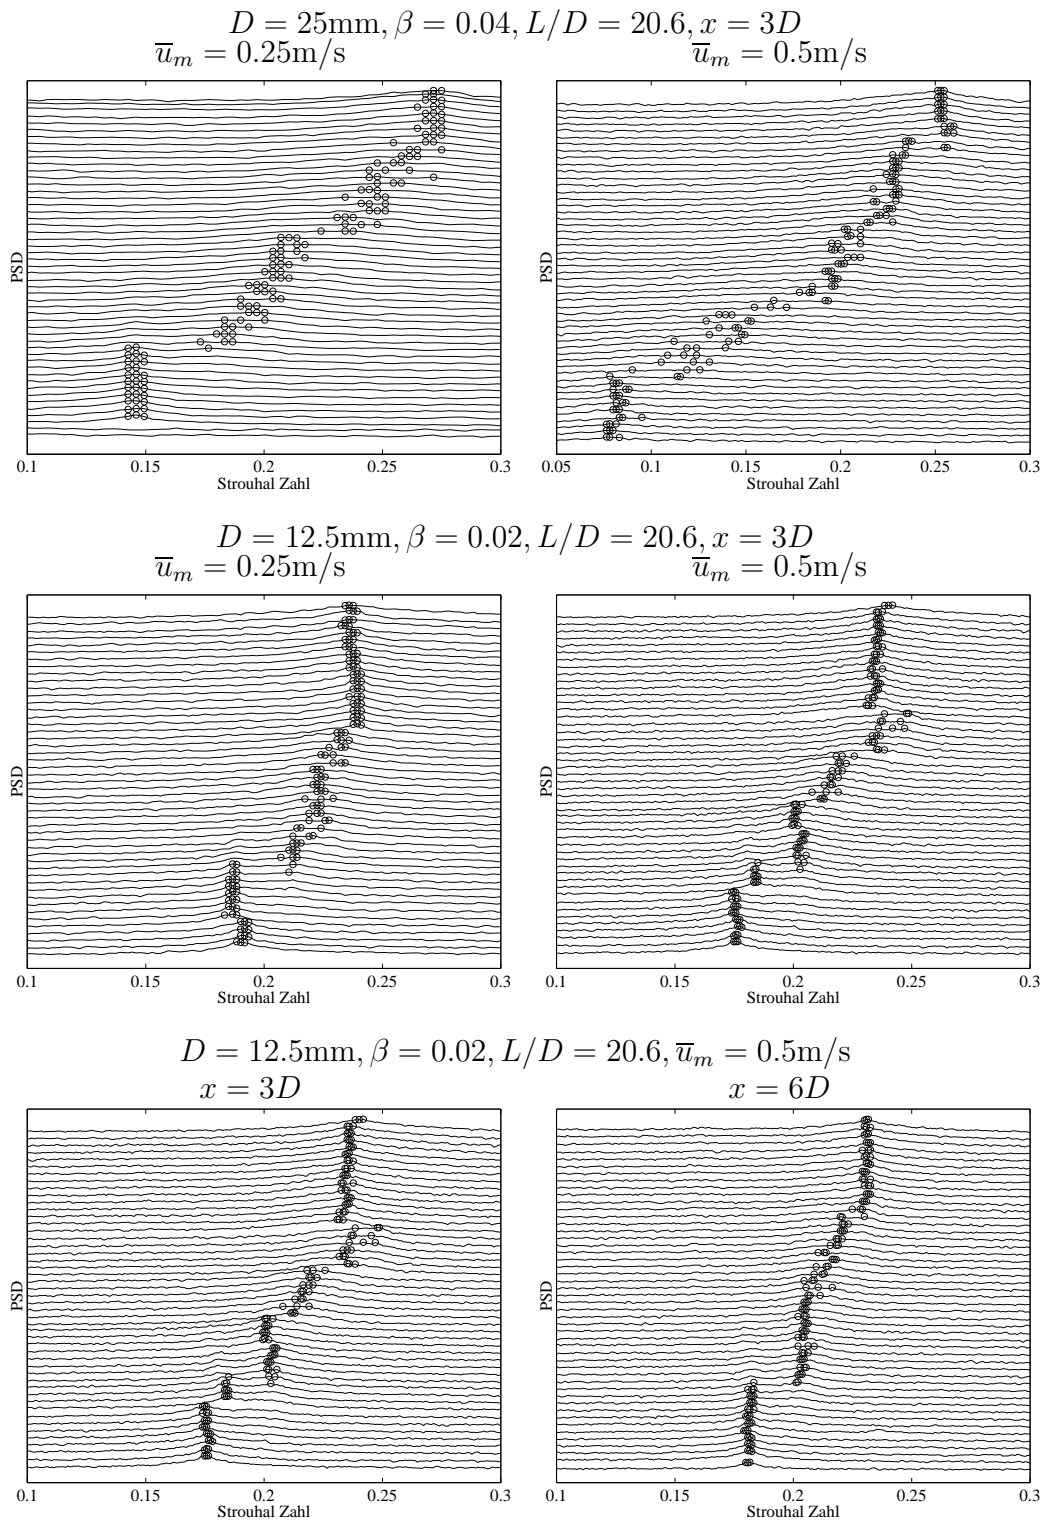 D = 25mm, β = 0.04, L/D = 20.6, x = 3D
u̅ₘ = 0.25m/s
u̅ₘ = 0.5m/s
PSD
PSD
0.1 0.15 0.2 0.25 0.3
0.05 0.1 0.15 0.2 0.25 0.3
Strouhal Zahl
Strouhal Zahl
D = 12.5mm, β = 0.02, L/D = 20.6, x = 3D
u̅ₘ = 0.25m/s
u̅ₘ = 0.5m/s
PSD
PSD
0.1 0.15 0.2 0.25 0.3
0.1 0.15 0.2 0.25 0.3
Strouhal Zahl
Strouhal Zahl
D = 12.5mm, β = 0.02, L/D = 20.6, u̅ₘ = 0.5m/s
x = 3D
x = 6D
PSD
PSD
0.1 0.15 0.2 0.25 0.3
0.1 0.15 0.2 0.25 0.3
Strouhal Zahl
Strouhal Zahl